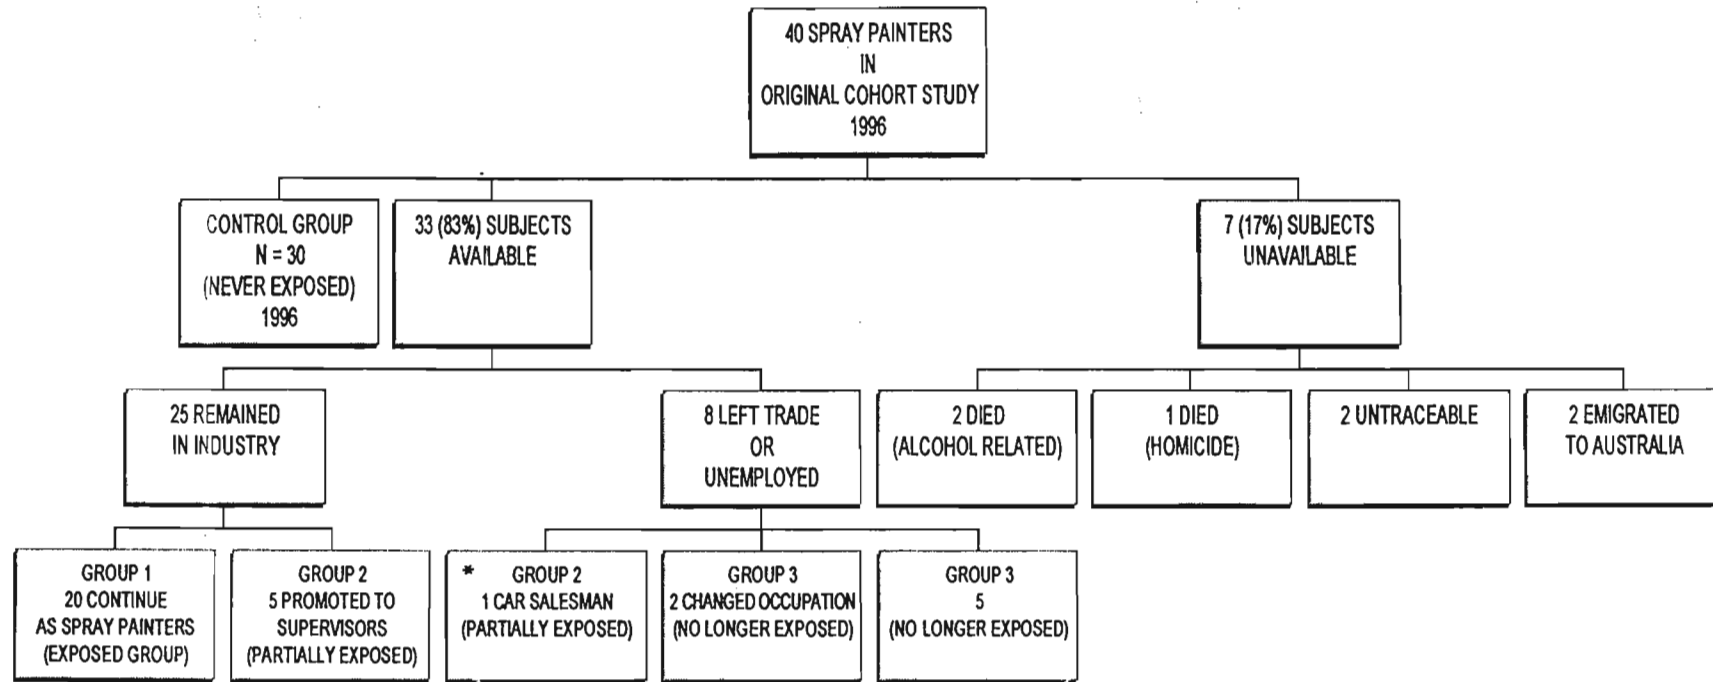 40 SPRAY PAINTERS
IN
ORIGINAL COHORT STUDY
1996
CONTROL GROUP
N = 30
(NEVER EXPOSED)
1996
33 (83%) SUBJECTS
AVAILABLE
7 (17%) SUBJECTS
UNAVAILABLE
25 REMAINED
IN INDUSTRY
8 LEFT TRADE
OR
UNEMPLOYED
2 DIED
(ALCOHOL RELATED)
1 DIED
(HOMICIDE)
2 UNTRACEABLE
2 EMIGRATED
TO AUSTRALIA
GROUP 1
20 CONTINUE
AS SPRAY PAINTERS
(EXPOSED GROUP)
GROUP 2
5 PROMOTED TO
SUPERVISORS
(PARTIALLY EXPOSED)
* GROUP 2
1 CAR SALESMAN
(PARTIALLY EXPOSED)
GROUP 3
2 CHANGED OCCUPATION
(NO LONGER EXPOSED)
GROUP 3
5
(NO LONGER EXPOSED)